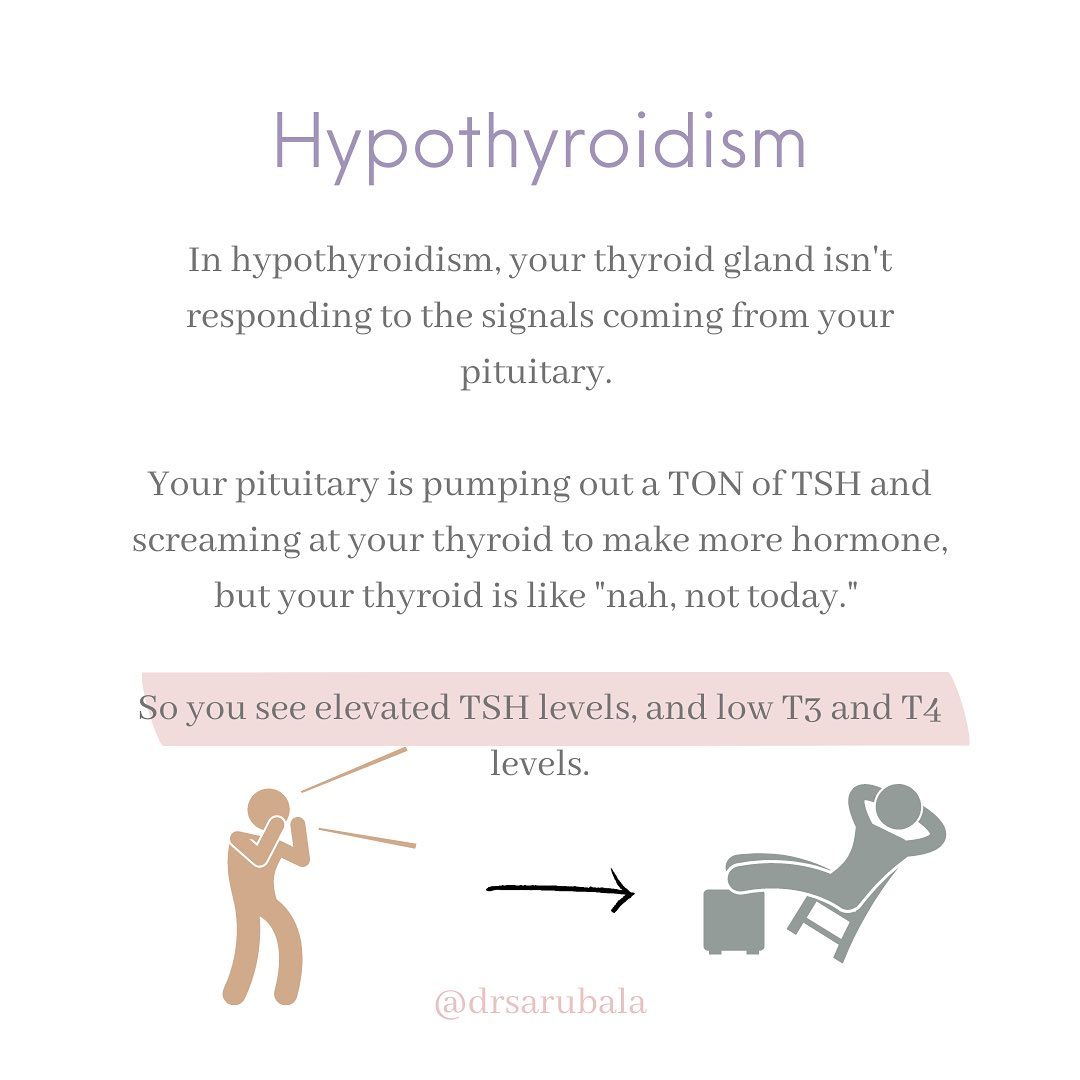 Hypothyroidism
In hypothyroidism, your thyroid gland isn't
responding to the signals coming from your
pituitary.
Your pituitary is pumping out a TON of TSH and
screaming at your thyroid to make more hormone,
but your thyroid is like "nah, not today."
So you see elevated TSH levels, and low T3 and T4
levels.
@drsarubala